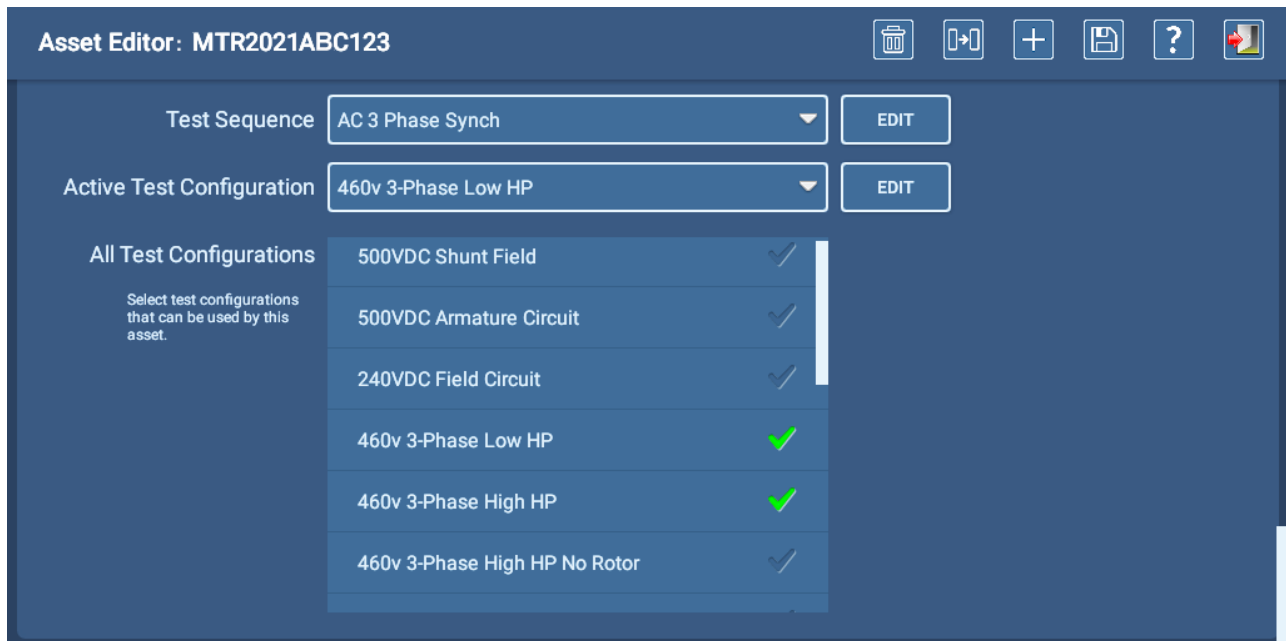 Asset Editor: MTR2021ABC123
?
Test Sequence
AC 3 Phase Synch
EDIT
Active Test Configuration
460v 3-Phase Low HP
EDIT
All Test Configurations
Select test configurations
that can be used by this
asset.
500VDC Shunt Field
500VDC Armature Circuit
240VDC Field Circuit
460v 3-Phase Low HP
460v 3-Phase High HP
460v 3-Phase High HP No Rotor